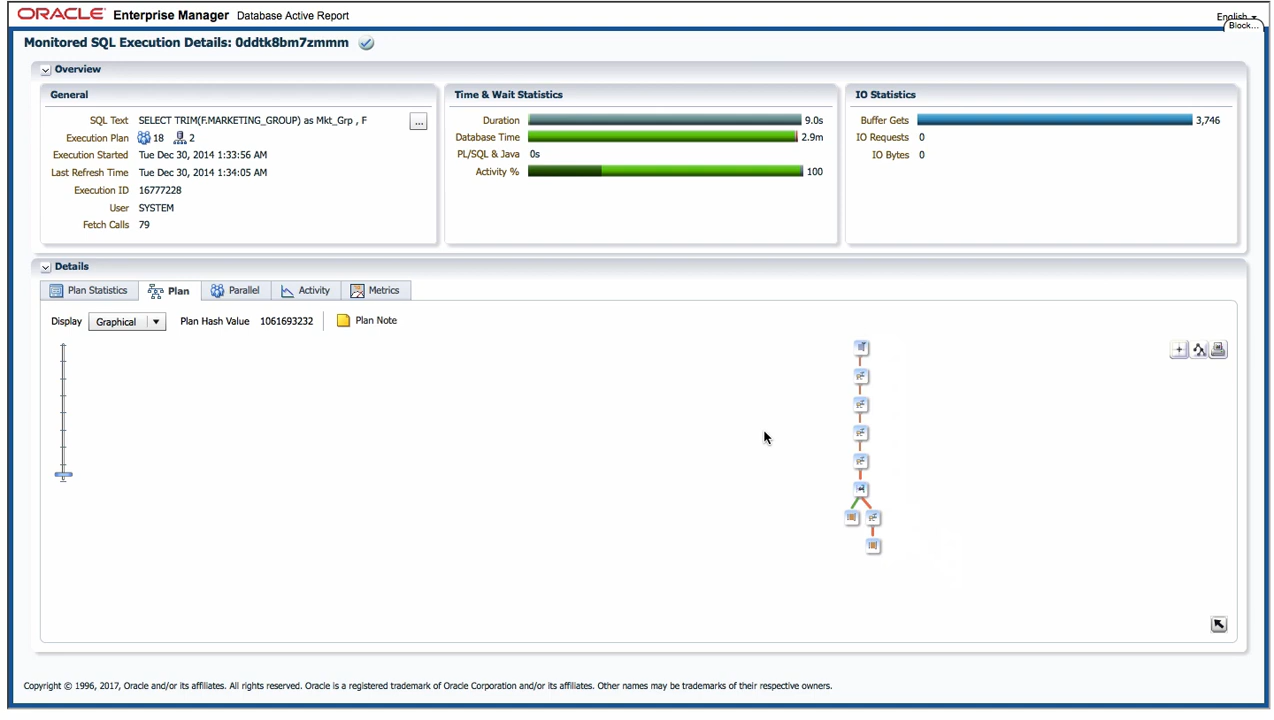 ORACLE Enterprise Manager Database Active Report
English
Block...
Monitored SQL Execution Details: 0ddtk8bm7zmmm
Overview
General
SQL Text SELECT TRIM(F.MARKETING_GROUP) as Mkt_Grp , F ...
Execution Plan 18 2
Execution Started Tue Dec 30, 2014 1:33:56 AM
Last Refresh Time Tue Dec 30, 2014 1:34:05 AM
Execution ID 16777228
User SYSTEM
Fetch Calls 79
Time & Wait Statistics
Duration 9.0s
Database Time 2.9m
PL/SQL & Java 0s
Activity % 100
IO Statistics
Buffer Gets 3,746
IO Requests 0
IO Bytes 0
Details
Plan Statistics Plan Parallel Activity Metrics
Display Graphical Plan Hash Value 1061693232 Plan Note
Copyright © 1996, 2017, Oracle and/or its affiliates. All rights reserved. Oracle is a registered trademark of Oracle Corporation and/or its affiliates. Other names may be trademarks of their respective owners.